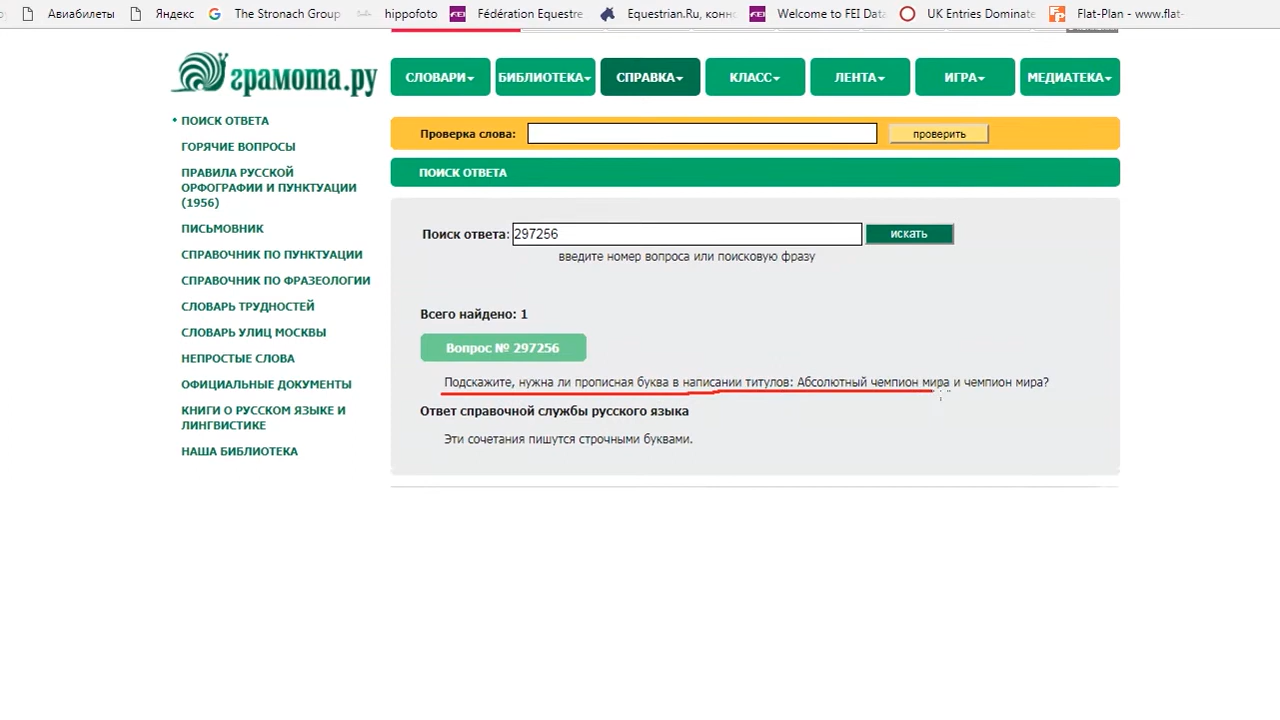 Авиабилеты Яндекс The Stronach Group hippofoto Fédération Equestre Equestrian.Ru, конн Welcome to FEI Data UK Entries Dominate Flat-Plan - www.flat-
грамота.ру
СЛОВАРИ БИБЛИОТЕКА СПРАВКА КЛАСС ЛЕНТА ИГРА МЕДИАТЕКА
ПОИСК ОТВЕТА
ГОРЯЧИЕ ВОПРОСЫ
ПРАВИЛА РУССКОЙ
ОРФОГРАФИИ И ПУНКТУАЦИИ
(1956)
ПИСЬМОВНИК
СПРАВОЧНИК ПО ПУНКТУАЦИИ
СПРАВОЧНИК ПО ФРАЗЕОЛОГИИ
СЛОВАРЬ ТРУДНОСТЕЙ
СЛОВАРЬ УЛИЦ МОСКВЫ
НЕПРОСТЫЕ СЛОВА
ОФИЦИАЛЬНЫЕ ДОКУМЕНТЫ
КНИГИ О РУССКОМ ЯЗЫКЕ И
ЛИНГВИСТИКЕ
НАША БИБЛИОТЕКА
Проверка слова: проверить
ПОИСК ОТВЕТА
Поиск ответа: 297256 искать
введите номер вопроса или поисковую фразу
Всего найдено: 1
Вопрос № 297256
Подскажите, нужна ли прописная буква в написании титулов: Абсолютный чемпион мира и чемпион мира?
Ответ справочной службы русского языка
Эти сочетания пишутся строчными буквами.